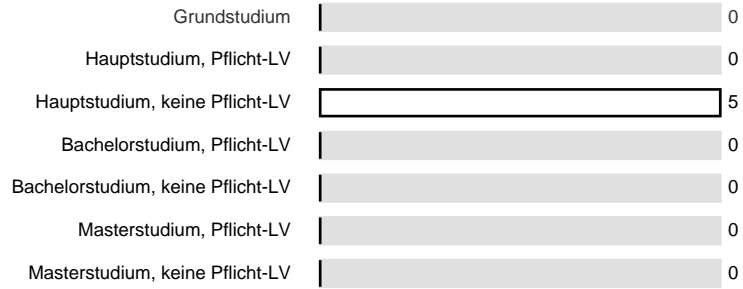 Grundstudium 0
Hauptstudium, Pflicht-LV 0
Hauptstudium, keine Pflicht-LV 5
Bachelorstudium, Pflicht-LV 0
Bachelorstudium, keine Pflicht-LV 0
Masterstudium, Pflicht-LV 0
Masterstudium, keine Pflicht-LV 0